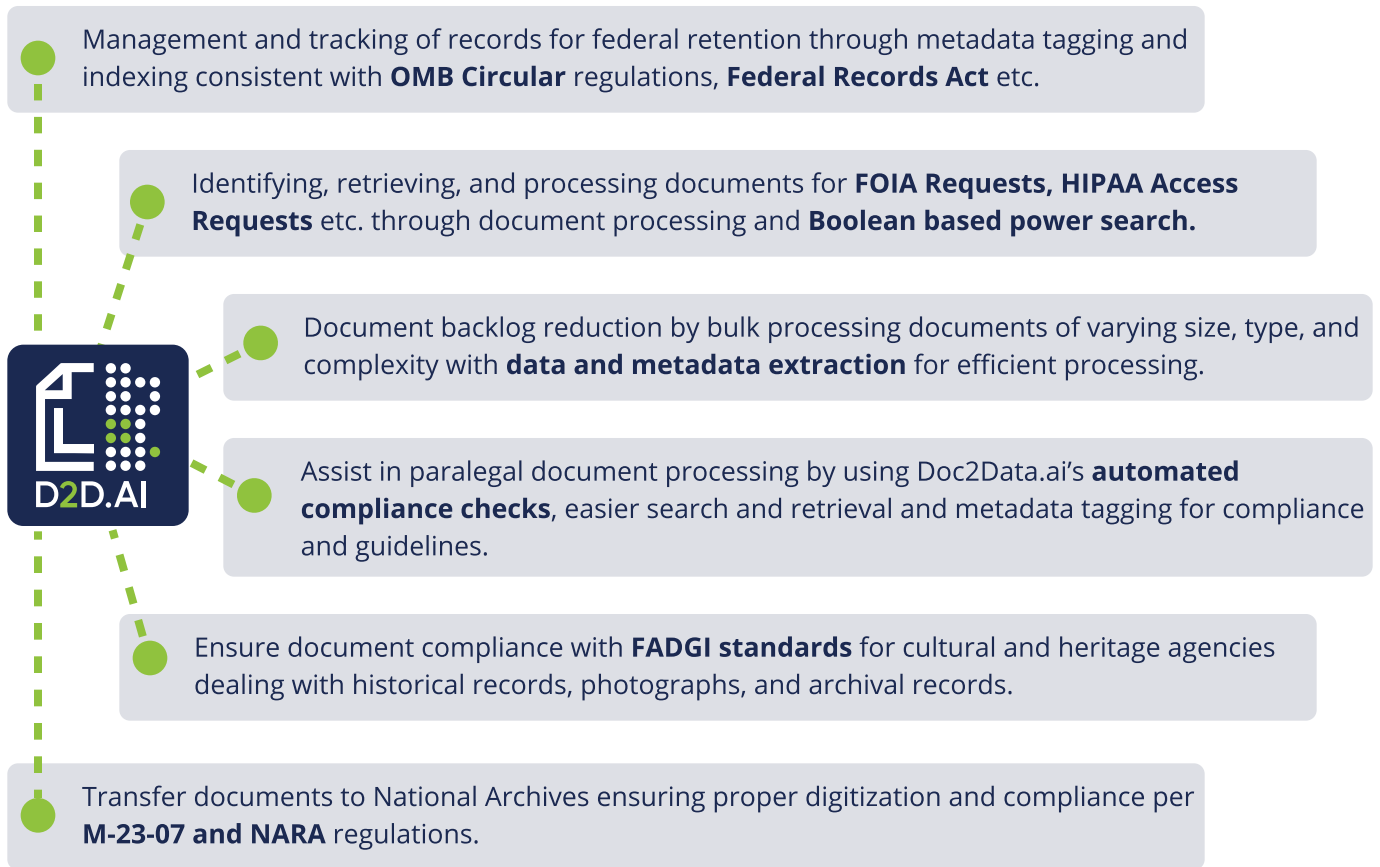 Management and tracking of records for federal retention through metadata tagging and
indexing consistent with OMB Circular regulations, Federal Records Act etc.
Identifying, retrieving, and processing documents for FOIA Requests, HIPAA Access
Requests etc. through document processing and Boolean based power search.
Document backlog reduction by bulk processing documents of varying size, type, and
complexity with data and metadata extraction for efficient processing.
D2D.AI
Assist in paralegal document processing by using Doc2Data.ai’s automated
compliance checks, easier search and retrieval and metadata tagging for compliance
and guidelines.
Ensure document compliance with FADGI standards for cultural and heritage agencies
dealing with historical records, photographs, and archival records.
Transfer documents to National Archives ensuring proper digitization and compliance per
M-23-07 and NARA regulations.